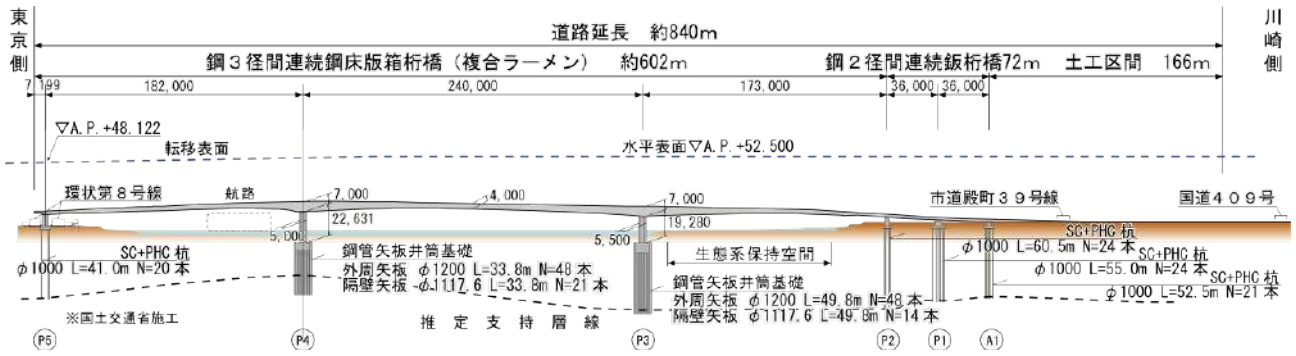 東京側
川崎側
道路延長 約840m
鋼3径間連続鋼床版箱桁橋(複合ラーメン) 約602m
鋼2径間連続鈑桁橋72m
土工区間 166m
7,199
182,000
240,000
173,000
36,000
36,000
▽A.P.+48.122
転移表面
水平表面▽A.P.+52.500
環状第8号線
航路
7,000
4,000
7,000
市道殿町39号線
国道409号
22,631
19,280
5,000
5,500
SC+PHC 杭
φ1000 L=41.0m N=20 本
鋼管矢板井筒基礎
外周矢板 φ1200 L=33.8m N=48 本
隔壁矢板 φ1117.6 L=33.8m N=21 本
生態系保持空間
鋼管矢板井筒基礎
外周矢板 φ1200 L=49.8m N=48 本
隔壁矢板 φ1117.6 L=49.8m N=14 本
SC+PHC 杭
φ1000 L=60.5m N=24 本
SC+PHC 杭
φ1000 L=55.0m N=24 本
SC+PHC 杭
φ1000 L=52.5m N=21 本
※国土交通省施工
推定支持層線
P5
P4
P3
P2
P1
A1